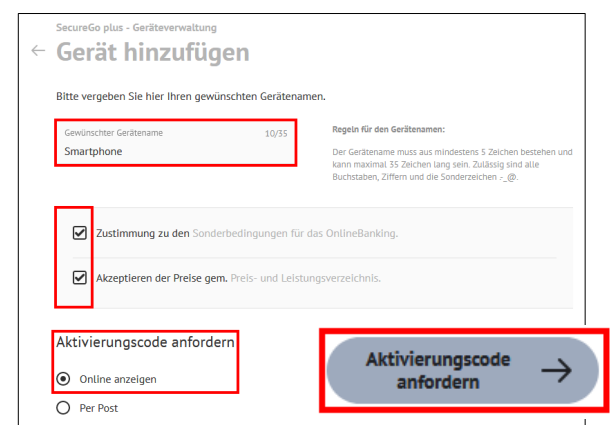 SecureGo plus - Geräteverwaltung
← Gerät hinzufügen
Bitte vergeben Sie hier Ihren gewünschten Gerätenamen.
Gewünschter Gerätename 10/35
Smartphone
Regeln für den Gerätenamen:
Der Gerätename muss aus mindestens 5 Zeichen bestehen und
kann maximal 35 Zeichen lang sein. Zulässig sind alle
Buchstaben, Ziffern und die Sonderzeichen .-_@.
Zustimmung zu den Sonderbedingungen für das OnlineBanking.
Akzeptieren der Preise gem. Preis- und Leistungsverzeichnis.
Aktivierungscode anfordern
Online anzeigen
Per Post
Aktivierungscode
anfordern →